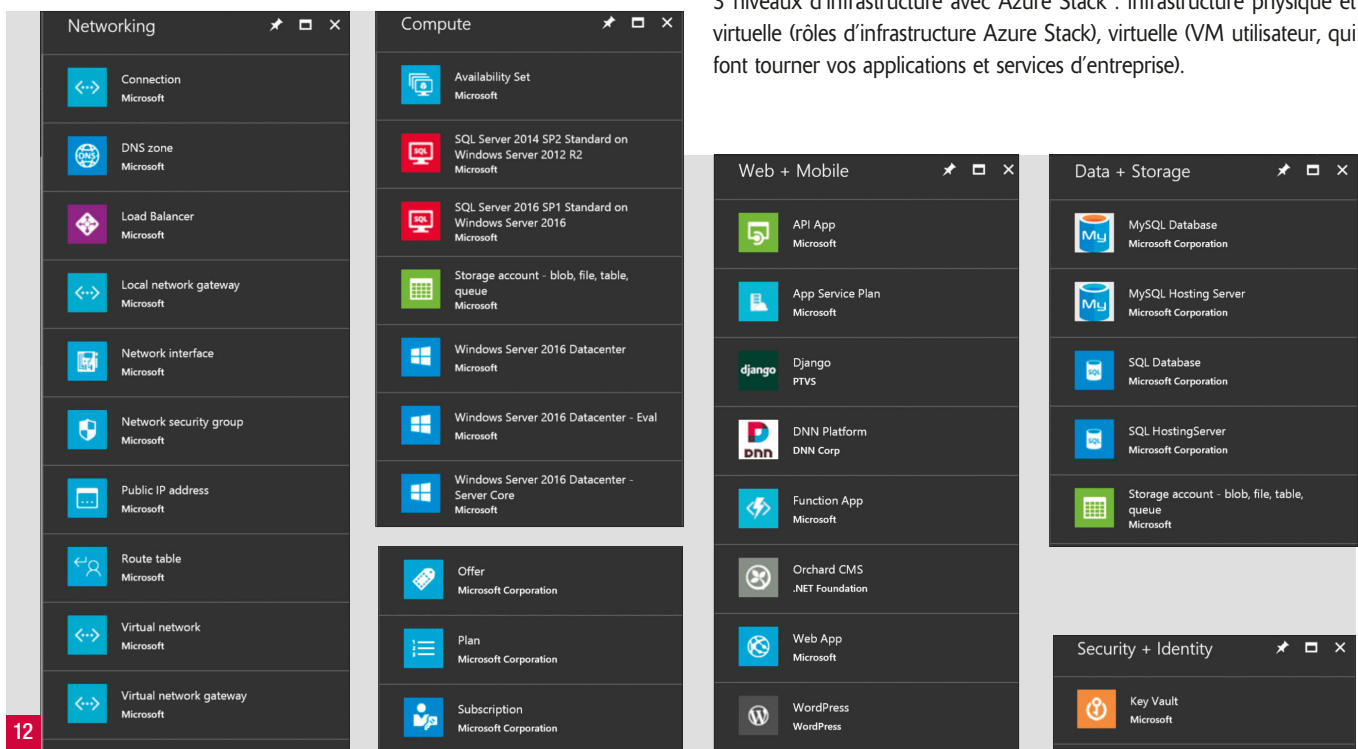 3 niveaux d'infrastructure avec Azure Stack : infrastructure physique et
virtuelle (rôles d'infrastructure Azure Stack), virtuelle (VM utilisateur, qui
font tourner vos applications et services d'entreprise).
Networking
Connection
Microsoft
DNS zone
Microsoft
Load Balancer
Microsoft
Local network gateway
Microsoft
Network interface
Microsoft
Network security group
Microsoft
Public IP address
Microsoft
Route table
Microsoft
Virtual network
Microsoft
Virtual network gateway
Microsoft
Compute
Availability Set
Microsoft
SQL Server 2014 SP2 Standard on
Windows Server 2012 R2
Microsoft
SQL Server 2016 SP1 Standard on
Windows Server 2016
Microsoft
Storage account - blob, file, table,
queue
Microsoft
Windows Server 2016 Datacenter
Microsoft
Windows Server 2016 Datacenter - Eval
Microsoft
Windows Server 2016 Datacenter -
Server Core
Microsoft
Offer
Microsoft Corporation
Plan
Microsoft Corporation
Subscription
Microsoft Corporation
Web + Mobile
API App
Microsoft
App Service Plan
Microsoft
django
Django
PTVS
DNN
DNN Platform
DNN Corp
Function App
Microsoft
Orchard CMS
.NET Foundation
Web App
Microsoft
WordPress
WordPress
Data + Storage
My
MySQL Database
Microsoft Corporation
My
MySQL Hosting Server
Microsoft Corporation
SQL
SQL Database
Microsoft Corporation
SQL
SQL HostingServer
Microsoft Corporation
Storage account - blob, file, table,
queue
Microsoft
Security + Identity
Key Vault
Microsoft
12